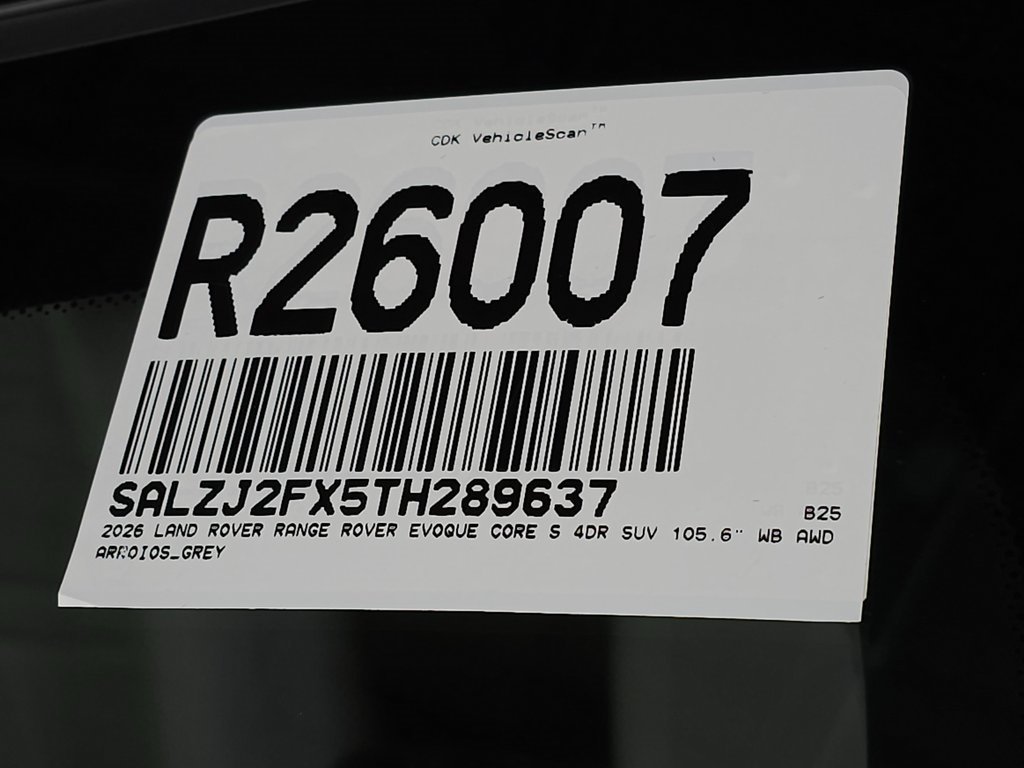 CDK VehicleScan™
R26007
SALZJ2FX5TH289637
B25
2026 LAND ROVER RANGE ROVER EVOQUE CORE S 4DR SUV 105.6" WB AWD
ARROIOS_GREY